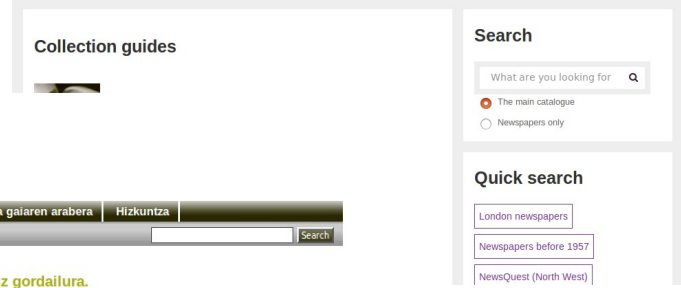 Collection guides
a gaiaren arabera
Hizkuntza
Search
z gordailura.
Search
What are you looking for
The main catalogue
Newspapers only
Quick search
London newspapers
Newspapers before 1957
NewsQuest (North West)